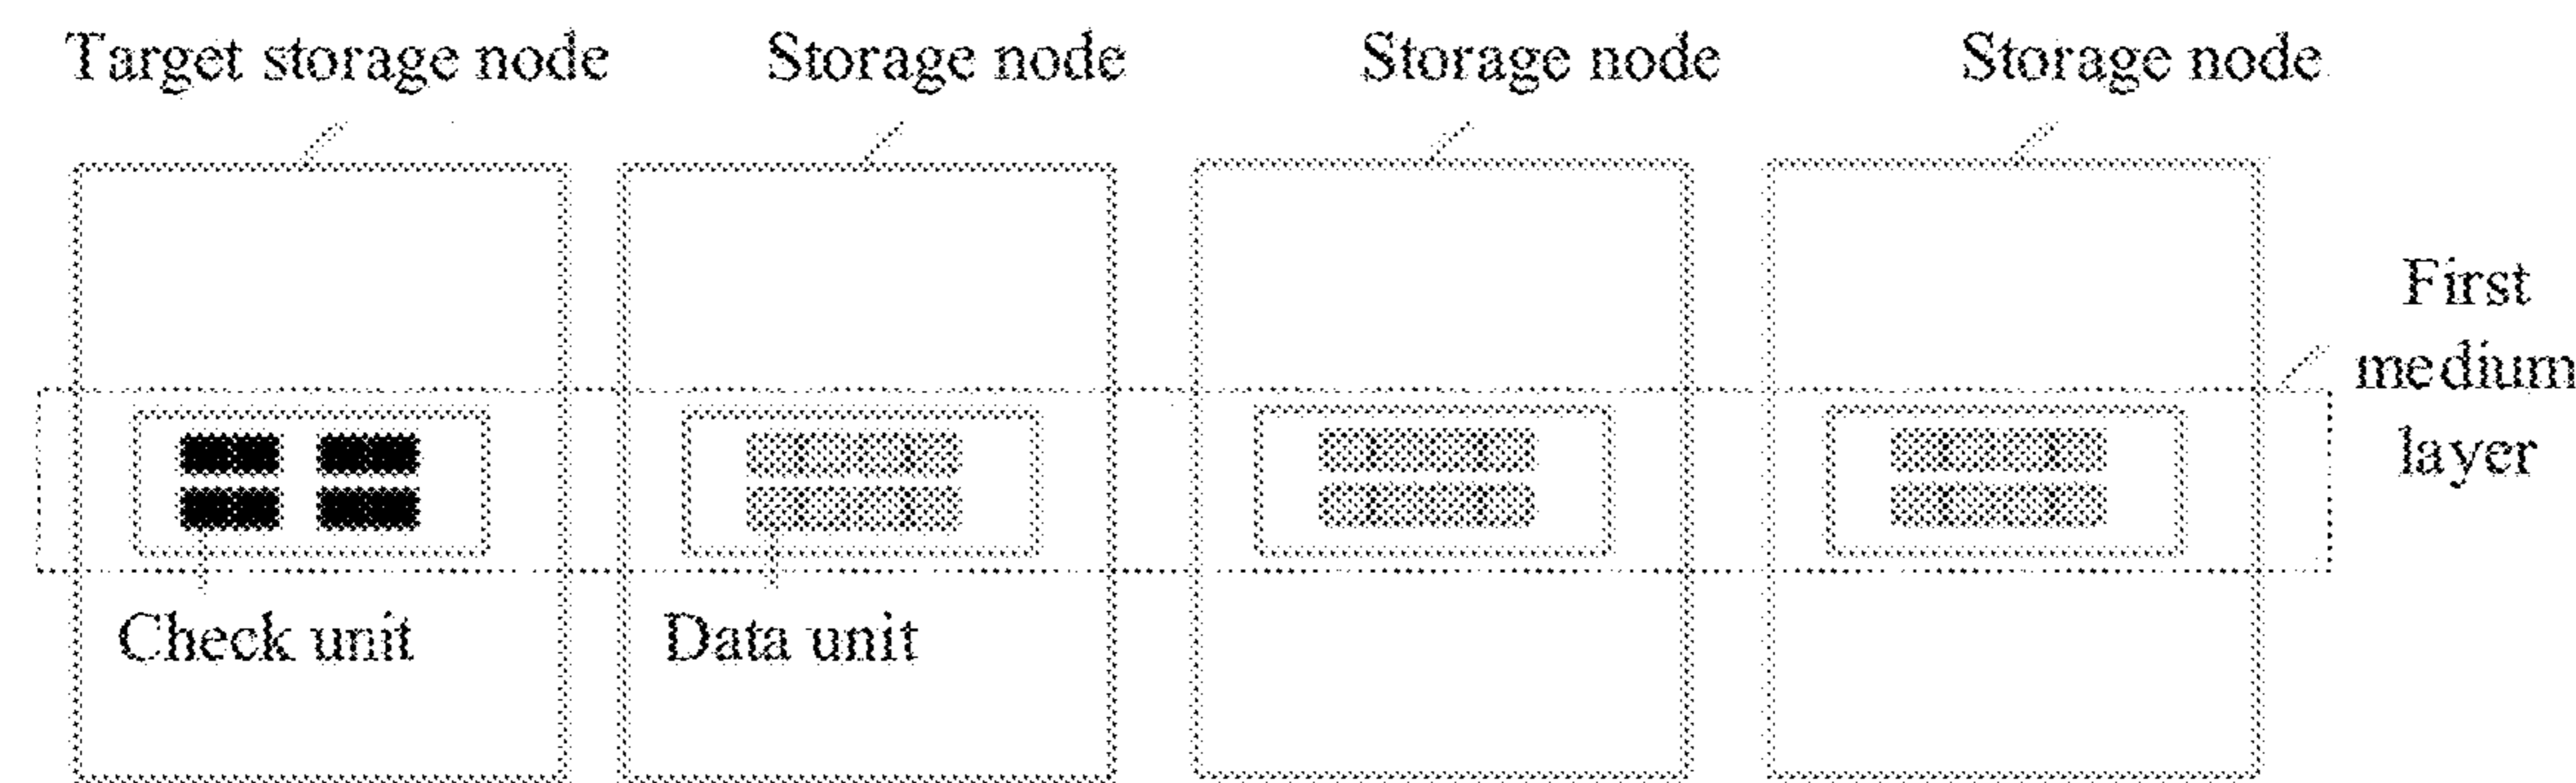 Target storage node
Storage node
Storage node
Storage node
First
medium
layer
Check unit
Data unit